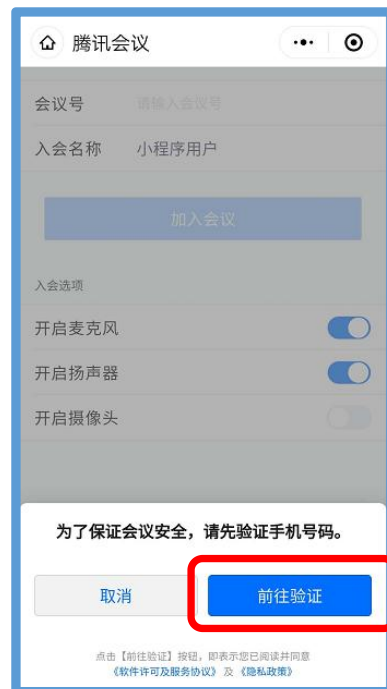 腾讯会议
会议号 请输入会议号
入会名称 小程序用户
加入会议
入会选项
开启麦克风
开启扬声器
开启摄像头
为了保证会议安全，请先验证手机号码。
取消 前往验证
点击【前往验证】按钮，即表示您已阅读并同意
《软件许可及服务协议》及《隐私政策》